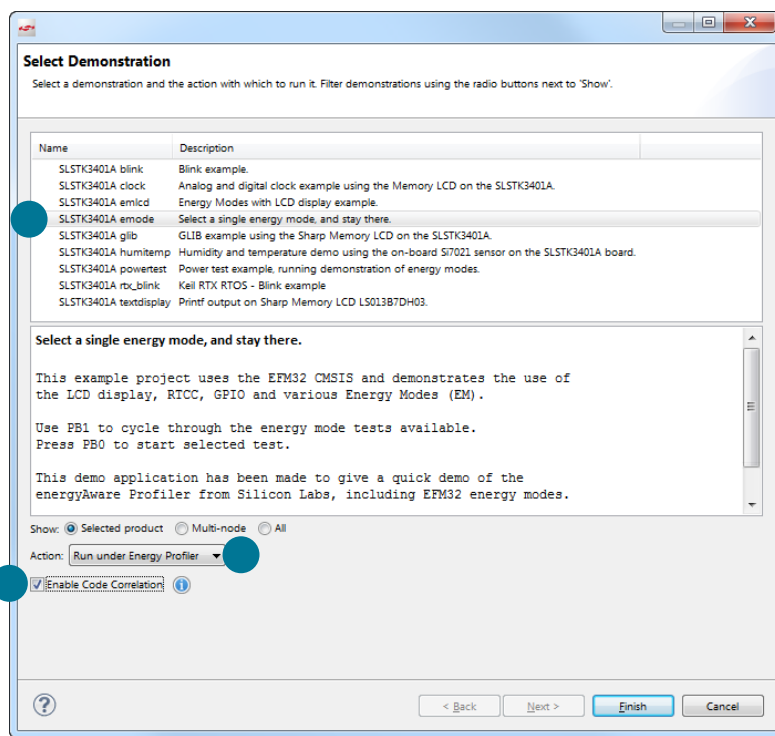 Select Demonstration
Select a demonstration and the action with which to run it. Filter demonstrations using the radio buttons next to 'Show'.
Name Description
SLSTK3401A blink Blink example.
SLSTK3401A clock Analog and digital clock example using the Memory LCD on the SLSTK3401A.
SLSTK3401A emlcd Energy Modes with LCD display example.
SLSTK3401A emode Select a single energy mode, and stay there.
SLSTK3401A glib GLIB example using the Sharp Memory LCD on the SLSTK3401A.
SLSTK3401A humitemp Humidity and temperature demo using the on-board Si7021 sensor on the SLSTK3401A board.
SLSTK3401A powertest Power test example, running demonstration of energy modes.
SLSTK3401A rtx_blink Keil RTX RTOS - Blink example
SLSTK3401A textdisplay Printf output on Sharp Memory LCD LS013B7DH03.
Select a single energy mode, and stay there.
This example project uses the EFM32 CMSIS and demonstrates the use of
the LCD display, RTCC, GPIO and various Energy Modes (EM).
Use PB1 to cycle through the energy mode tests available.
Press PB0 to start selected test.
This demo application has been made to give a quick demo of the
energyAware Profiler from Silicon Labs, including EFM32 energy modes.
Show: Selected product Multi-node All
Action: Run under Energy Profiler
Enable Code Correlation
< Back Next > Finish Cancel